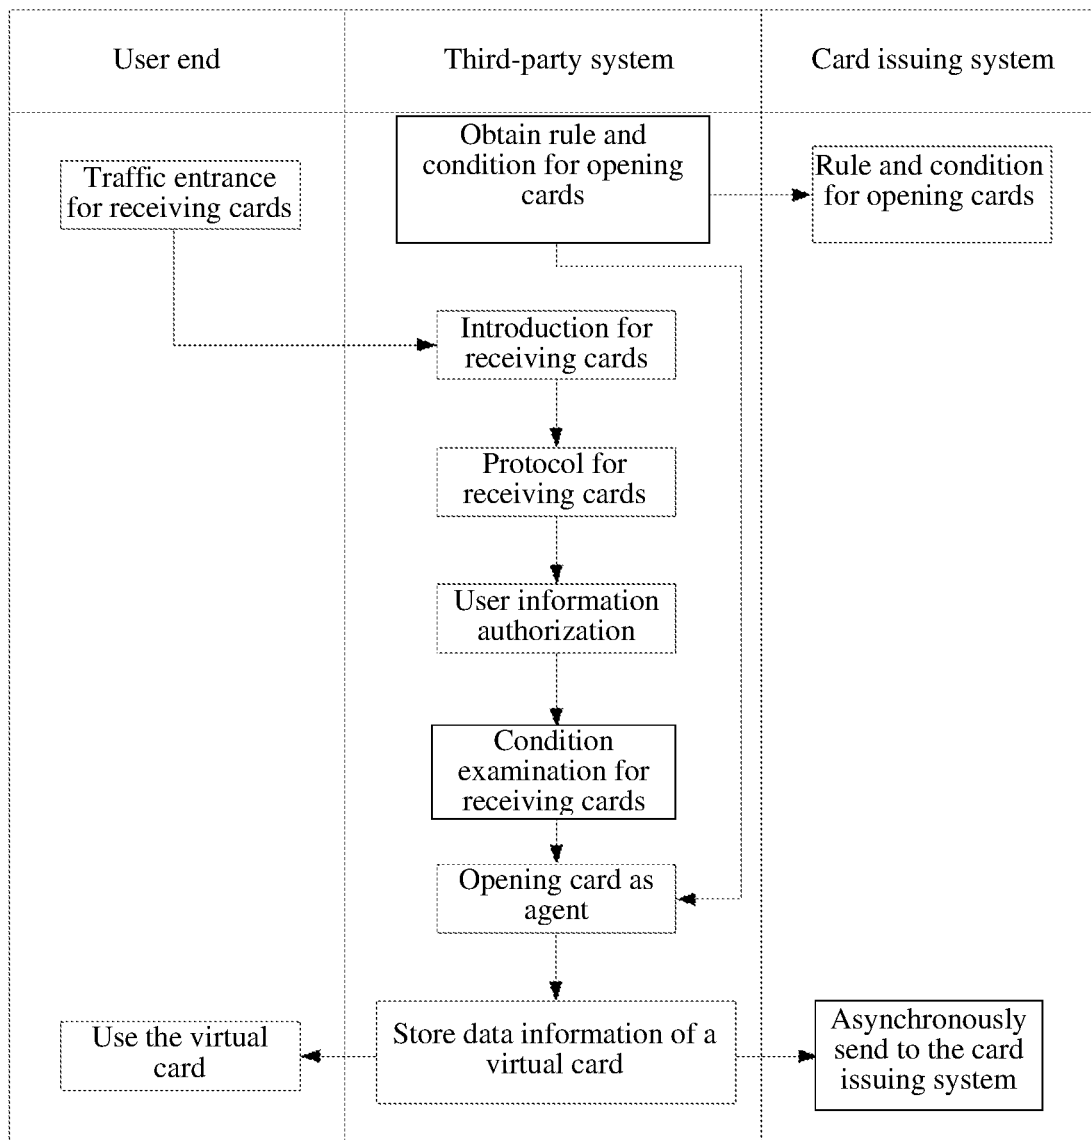 User end
Third-party system
Card issuing system
Traffic entrance
for receiving cards
Obtain rule and
condition for opening
cards
Rule and condition
for opening cards
Introduction for
receiving cards
Protocol for
receiving cards
User information
authorization
Condition
examination for
receiving cards
Opening card as
agent
Use the virtual
card
Store data information of a
virtual card
Asynchronously
send to the card
issuing system